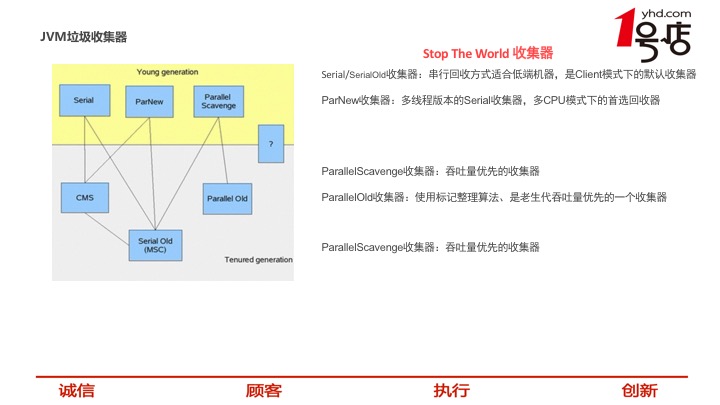 yhd.com
1号店
JVM垃圾收集器
Stop The World 收集器
Serial/SerialOld收集器：串行回收方式适合低端机器，是Client模式下的默认收集器
ParNew收集器：多线程版本的Serial收集器，多CPU模式下的首选回收器
ParallelScavenge收集器：吞吐量优先的收集器
ParallelOld收集器：使用标记整理算法、是老生代吞吐量优先的一个收集器
ParallelScavenge收集器：吞吐量优先的收集器
Young generation
Serial
ParNew
Parallel
Scavenge
?
CMS
Parallel Old
Serial Old
(MSC)
Tenured generation
诚信
顾客
执行
创新